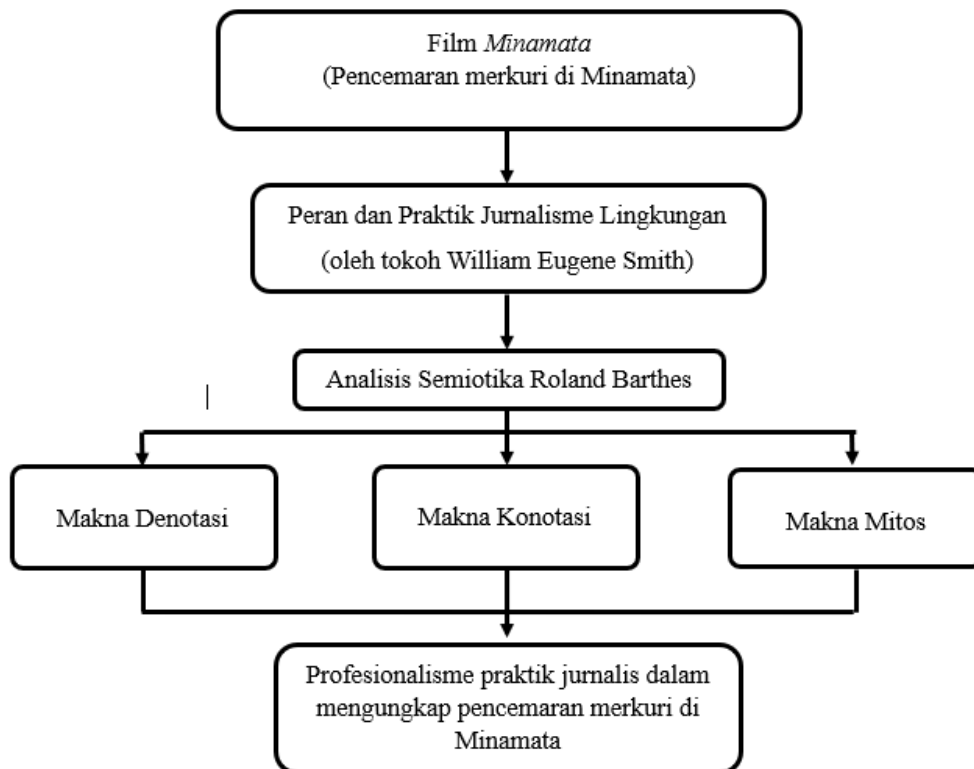 Film Minamata
(Pencemaran merkuri di Minamata)
Peran dan Praktik Jurnalisme Lingkungan
(oleh tokoh William Eugene Smith)
Analisis Semiotika Roland Barthes
Makna Denotasi
Makna Konotasi
Makna Mitos
Profesionalisme praktik jurnalis dalam
mengungkap pencemaran merkuri di
Minamata